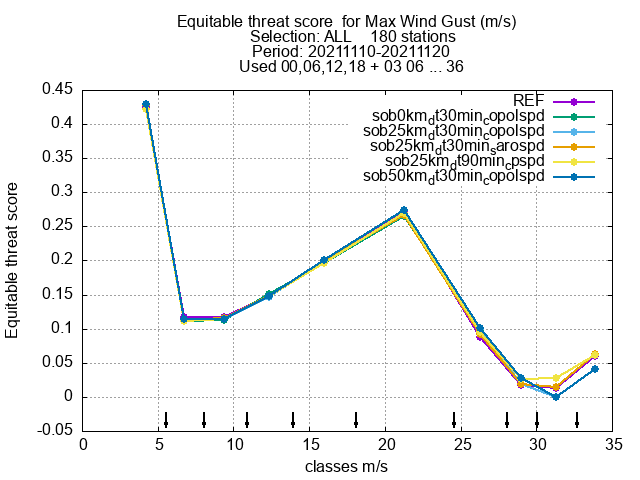 Equitable threat score  for Max Wind Gust (m/s)
Selection: ALL    180 stations
Period: 20211110-20211120
Used 00,06,12,18 + 03 06 ... 36
REF
sob0km_dt30min_copolspd
sob25km_dt30min_copolspd
sob25km_dt30min_sarospd
sob25km_dt90min_cpspd
sob50km_dt30min_copolspd
Equitable threat score
0.45
0.4
0.35
0.3
0.25
0.2
0.15
0.1
0.05
0
-0.05
0 5 10 15 20 25 30 35
classes m/s